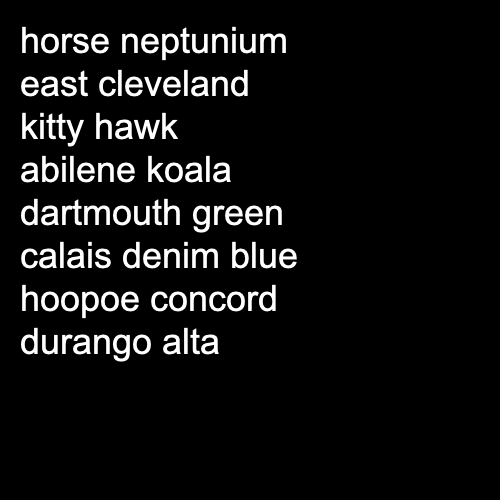 horse neptunium
east cleveland
kitty hawk
abilene koala
dartmouth green
calais denim blue
hoopoe concord
durango alta